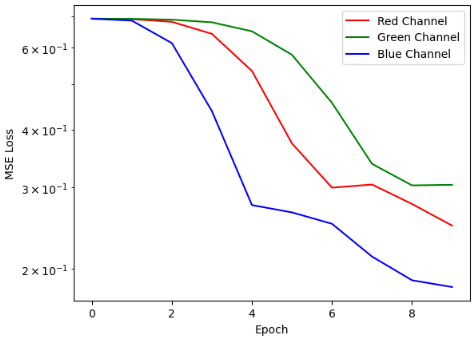 Red Channel
Green Channel
Blue Channel
6 × 10⁻¹
4 × 10⁻¹
3 × 10⁻¹
2 × 10⁻¹
MSE Loss
0 2 4 6 8
Epoch